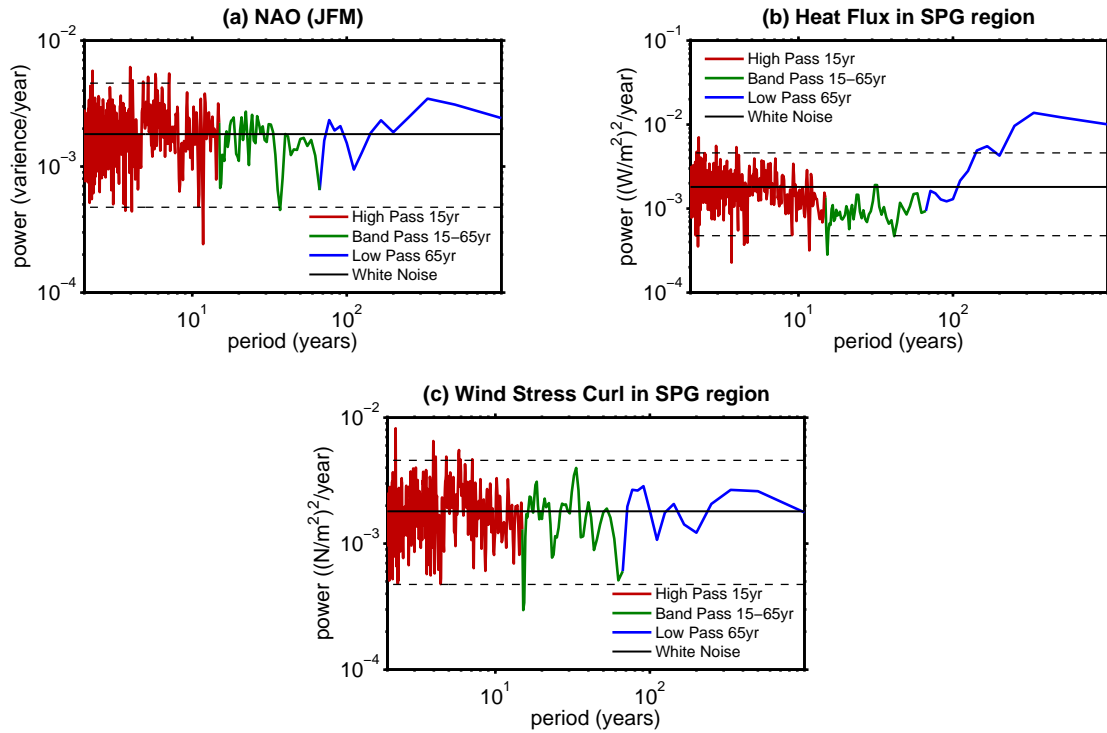 (a) NAO (JFM)
10⁻²
10⁻³
10⁻⁴
power (varience/year)
High Pass 15yr
Band Pass 15−65yr
Low Pass 65yr
White Noise
10¹
10²
period (years)
(b) Heat Flux in SPG region
10⁻¹
10⁻²
10⁻³
10⁻⁴
power ((W/m²)²/year)
High Pass 15yr
Band Pass 15−65yr
Low Pass 65yr
White Noise
10¹
10²
period (years)
(c) Wind Stress Curl in SPG region
10⁻²
10⁻³
10⁻⁴
power ((N/m²)²/year)
High Pass 15yr
Band Pass 15−65yr
Low Pass 65yr
White Noise
10¹
10²
period (years)